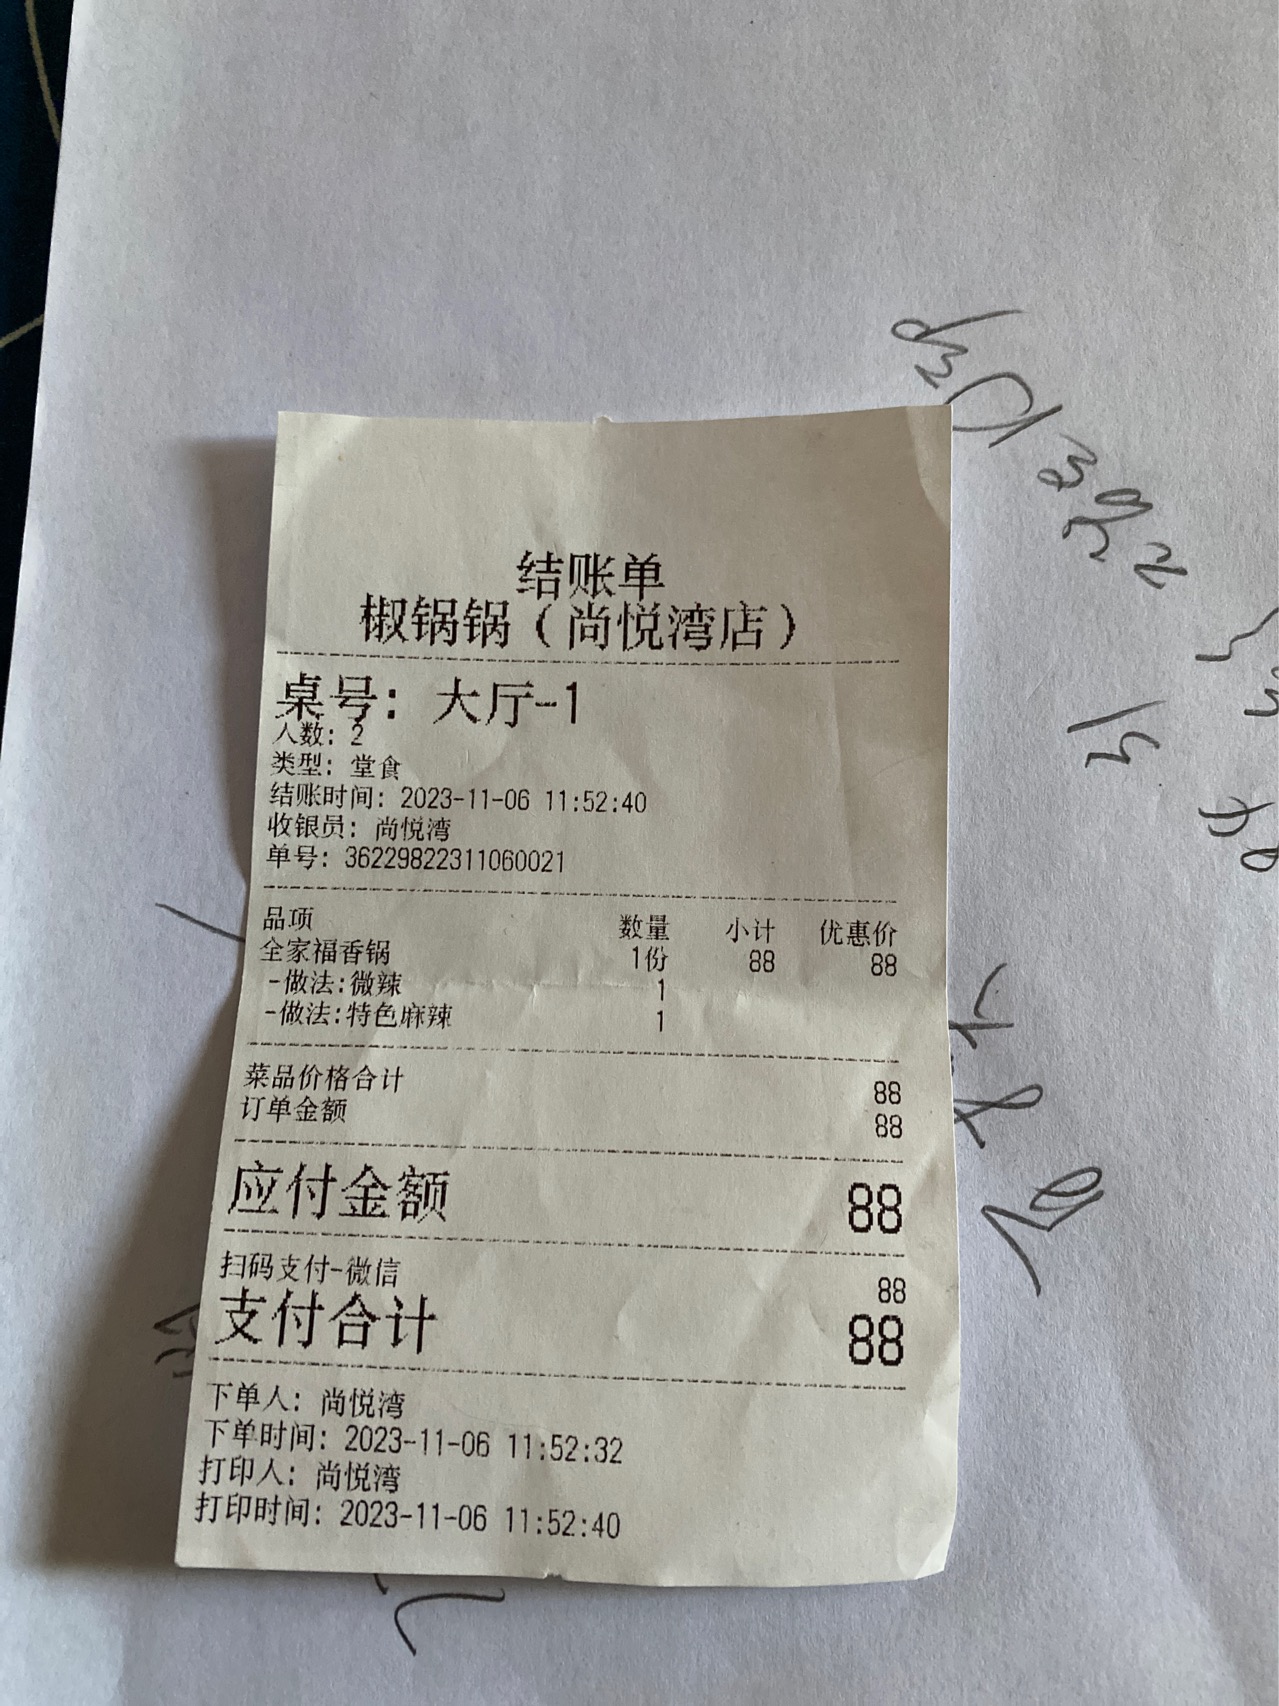 结账单
椒锅锅（尚悦湾店）
桌号：大厅-1
人数：2
类型：堂食
结账时间：2023-11-06 11:52:40
收银员：尚悦湾
单号：36229822311060021
品项 数量 小计 优惠价
全家福香锅 1份 88 88
-做法:微辣 1
-做法:特色麻辣 1
菜品价格合计 88
订单金额 88
应付金额 88
扫码支付-微信 88
支付合计 88
下单人：尚悦湾
下单时间：2023-11-06 11:52:32
打印人：尚悦湾
打印时间：2023-11-06 11:52:40